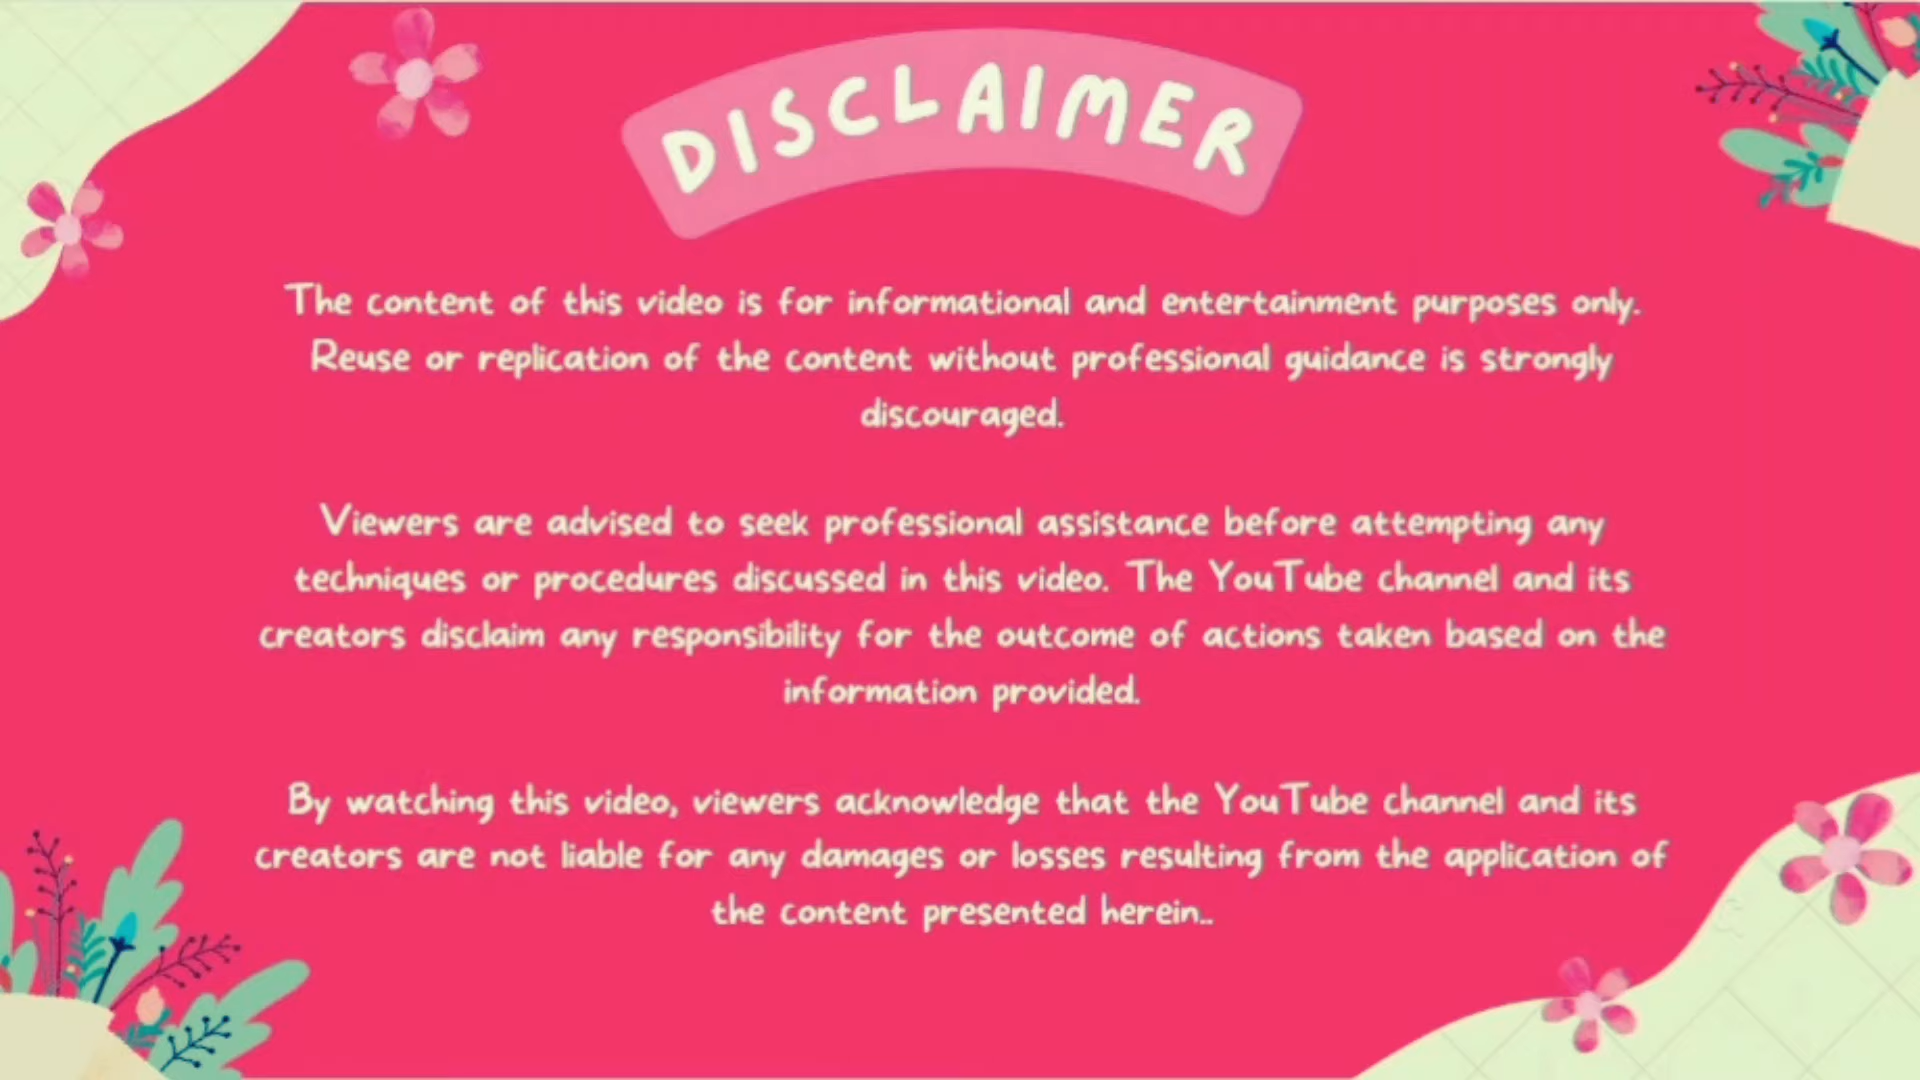 DISCLAIMER
The content of this video is for informational and entertainment purposes only.
Reuse or replication of the content without professional guidance is strongly
discouraged.
Viewers are advised to seek professional assistance before attempting any
techniques or procedures discussed in this video. The YouTube channel and its
creators disclaim any responsibility for the outcome of actions taken based on the
information provided.
By watching this video, viewers acknowledge that the YouTube channel and its
creators are not liable for any damages or losses resulting from the application of
the content presented herein..